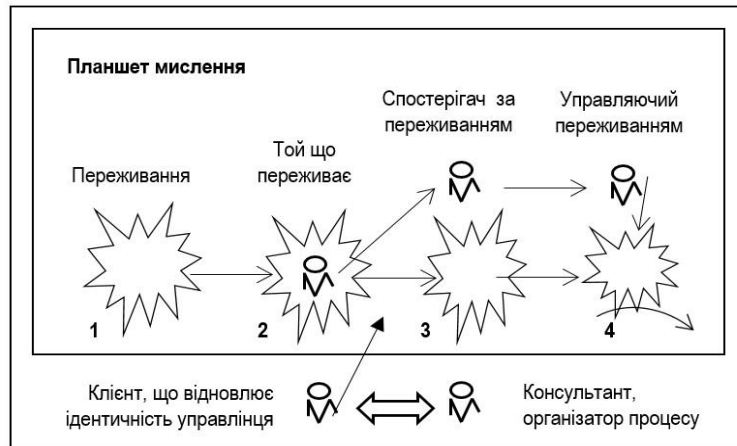 Планшет мислення
Спостерігач за
переживанням
Управляючий
переживанням
Той що
переживає
Переживання
1
2
3
4
Клієнт, що відновлює
ідентичність управлінця
Консультант,
організатор процесу